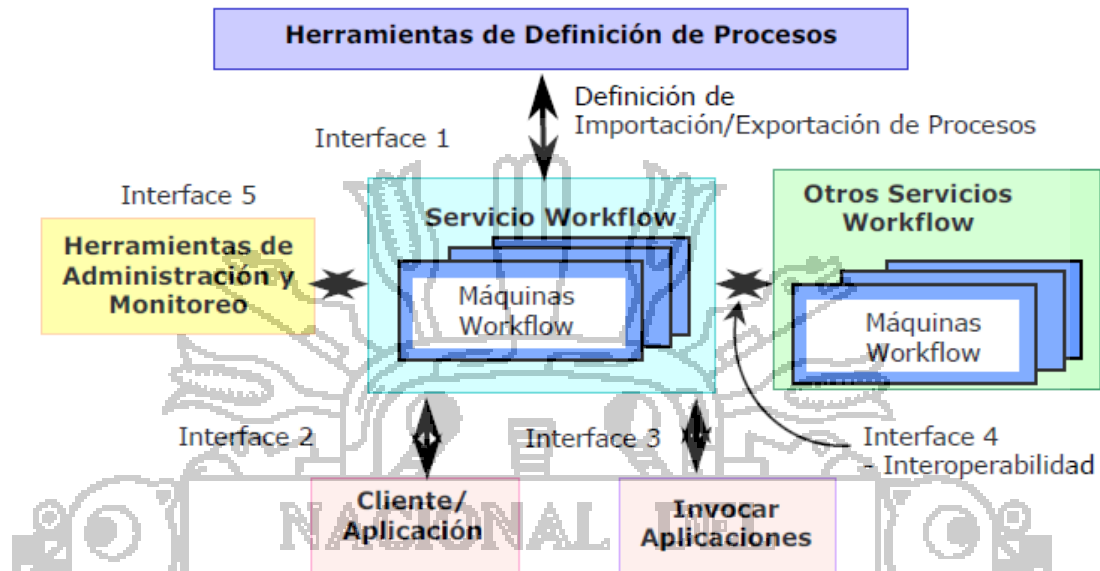 Herramientas de Definición de Procesos
Definición de
Importación/Exportación de Procesos
Interface 1
Interface 5
Herramientas de
Administración y
Monitoreo
Servicio Workflow
Máquinas
Workflow
Otros Servicios
Workflow
Máquinas
Workflow
Interface 2
Interface 3
Interface 4
- Interoperabilidad
Cliente/
Aplicación
Invocar
Aplicaciones
NACIONAL